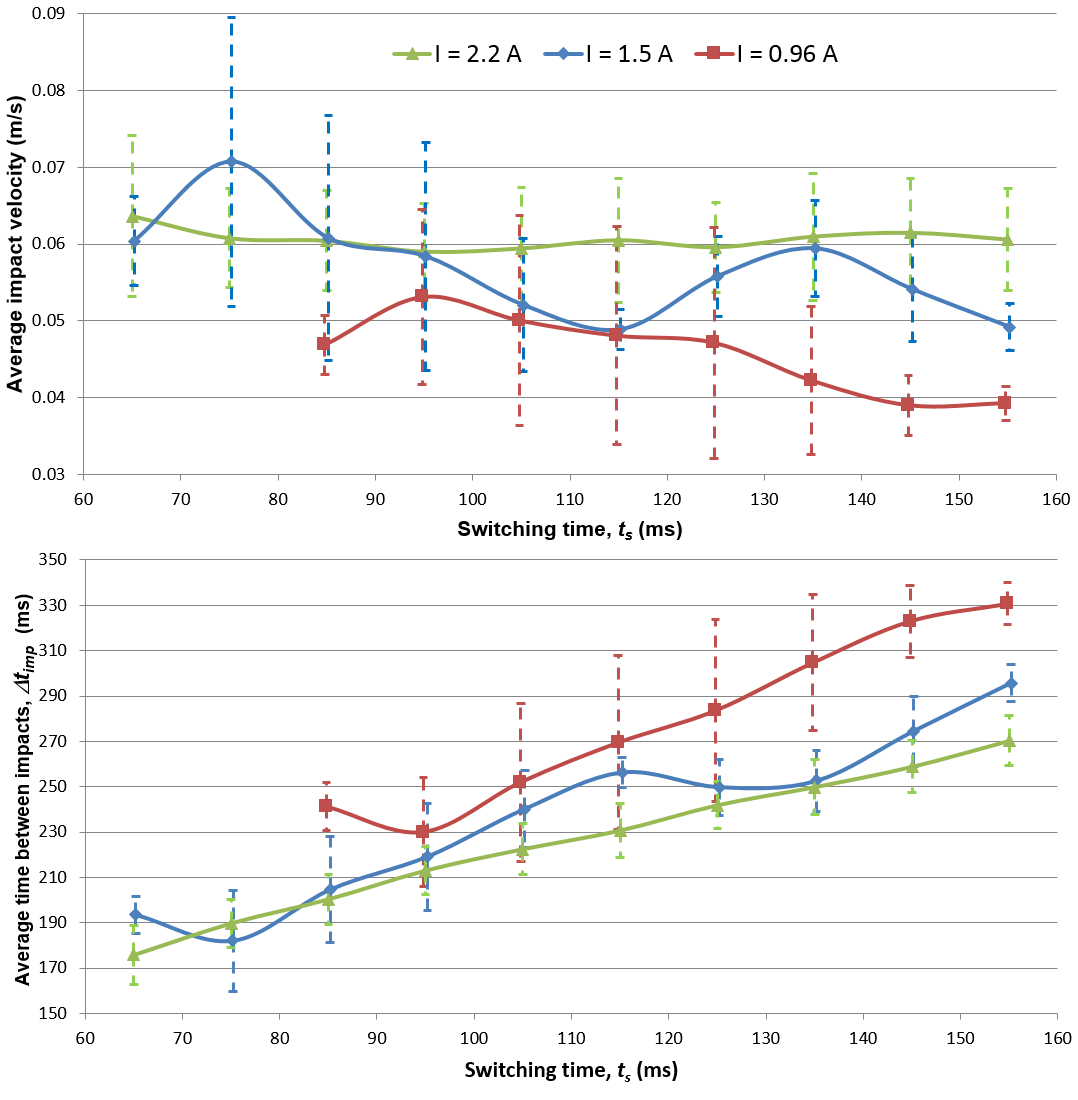 0.09
0.08
0.07
0.06
0.05
0.04
0.03
Average impact velocity (m/s)
I = 2.2 A I = 1.5 A I = 0.96 A
60 70 80 90 100 110 120 130 140 150 160
Switching time, ts (ms)
350
330
310
290
270
250
230
210
190
170
150
Average time between impacts, Δtimp (ms)
60 70 80 90 100 110 120 130 140 150 160
Switching time, ts (ms)